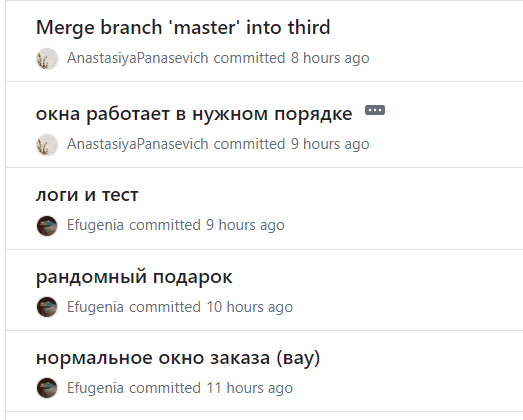 Merge branch 'master' into third
AnastasiyaPanasevich committed 8 hours ago
окна работает в нужном порядке
AnastasiyaPanasevich committed 9 hours ago
логи и тест
Efugenia committed 9 hours ago
рандомный подарок
Efugenia committed 10 hours ago
нормальное окно заказа (вау)
Efugenia committed 11 hours ago